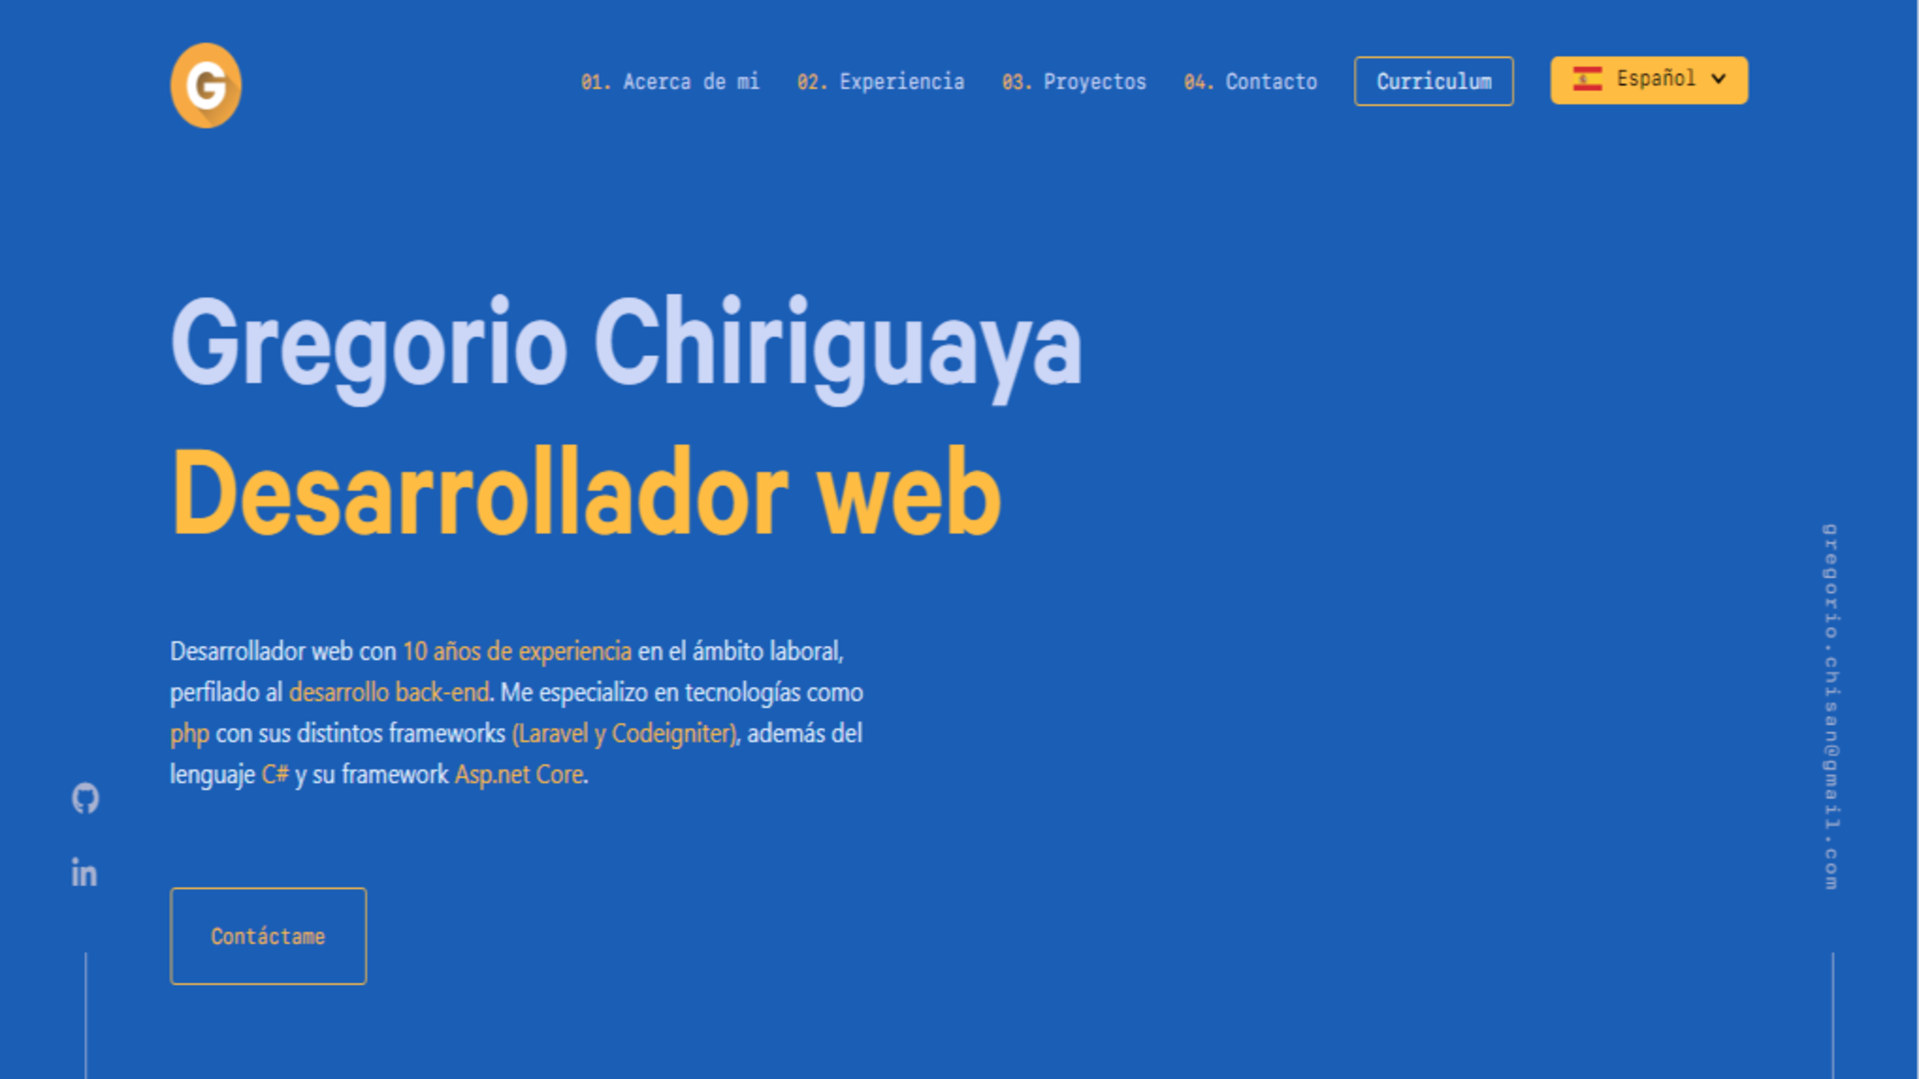 G
01. Acerca de mi 02. Experiencia 03. Proyectos 04. Contacto Curriculum Español
Gregorio Chiriguaya
Desarrollador web
Desarrollador web con 10 años de experiencia en el ámbito laboral,
perfilado al desarrollo back-end. Me especializo en tecnologías como
php con sus distintos frameworks (Laravel y Codeigniter), además del
lenguaje C# y su framework Asp.net Core.
in
Contáctame
gregorio.chisan@gmail.com